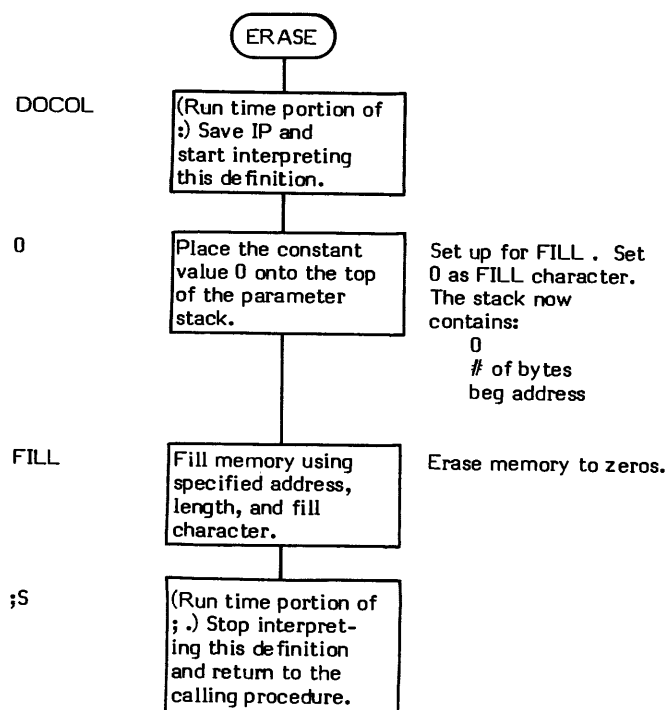 ERASE
DOCOL
(Run time portion of
:) Save IP and
start interpreting
this definition.
0
Place the constant
value 0 onto the top
of the parameter
stack.
Set up for FILL . Set
0 as FILL character.
The stack now
contains:
0
# of bytes
beg address
FILL
Fill memory using
specified address,
length, and fill
character.
Erase memory to zeros.
;S
(Run time portion of
; .) Stop interpret-
ing this definition
and return to the
calling procedure.